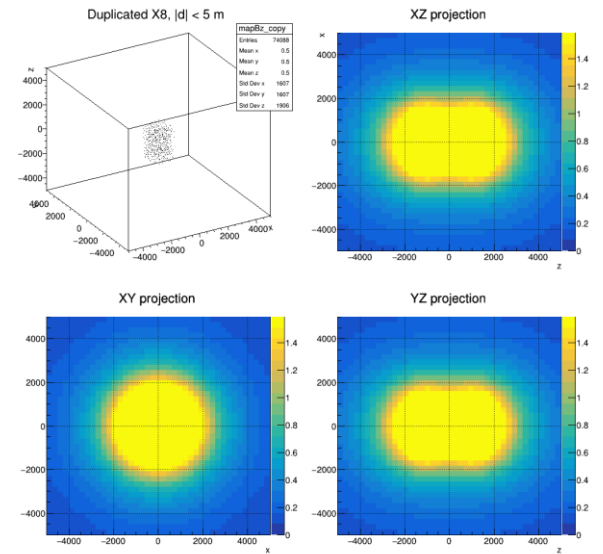 Duplicated X8, |d| < 5 m
mapBz_copy
Entries 74088
Mean x 0.5
Mean y 0.5
Mean z 0.5
Std Dev x 1607
Std Dev y 1607
Std Dev z 1906
z
4000
2000
0
−2000
−4000
4000
2000
0
−2000
−4000
−4000
−2000
0
2000
4000
x
XZ projection
x
4000
2000
0
−2000
−4000
−4000 −2000 0 2000 4000
z
1.4
1.2
1
0.8
0.6
0.4
0.2
0
XY projection
4000
2000
0
−2000
−4000
−4000 −2000 0 2000 4000
x
1.4
1.2
1
0.8
0.6
0.4
0.2
0
YZ projection
4000
2000
0
−2000
−4000
−4000 −2000 0 2000 4000
z
1.4
1.2
1
0.8
0.6
0.4
0.2
0